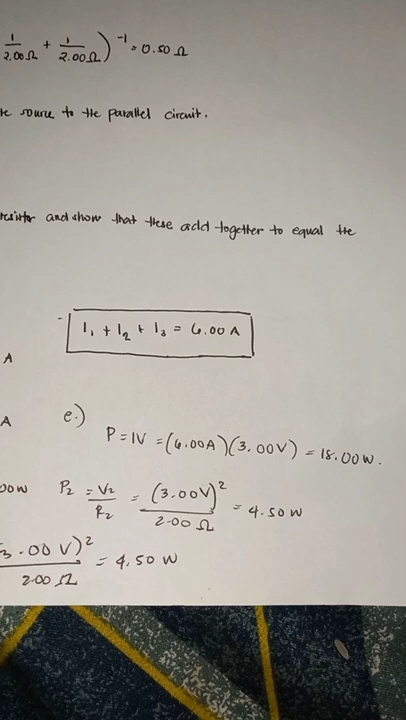 1/2.00Ω + 1/2.00Ω)⁻¹ = 0.50 Ω
source to the parallel circuit.
and show that these add together to equal the
I₁ + I₂ + I₃ = 6.00 A
A
A
e.)
P = IV = (6.00A)(3.00V) = 18.00W.
P₂ = V²/R₂ = (3.00V)²/2.00 Ω = 4.50 W
.00 V)²/2.00 Ω = 4.50 W